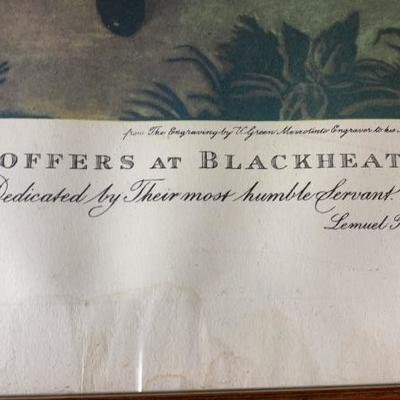 from The Engraving by V. Green Mezzotinto Engraver to his
OFFERS AT BLACKHEAT
Dedicated by Their most humble Servant.
Lemuel